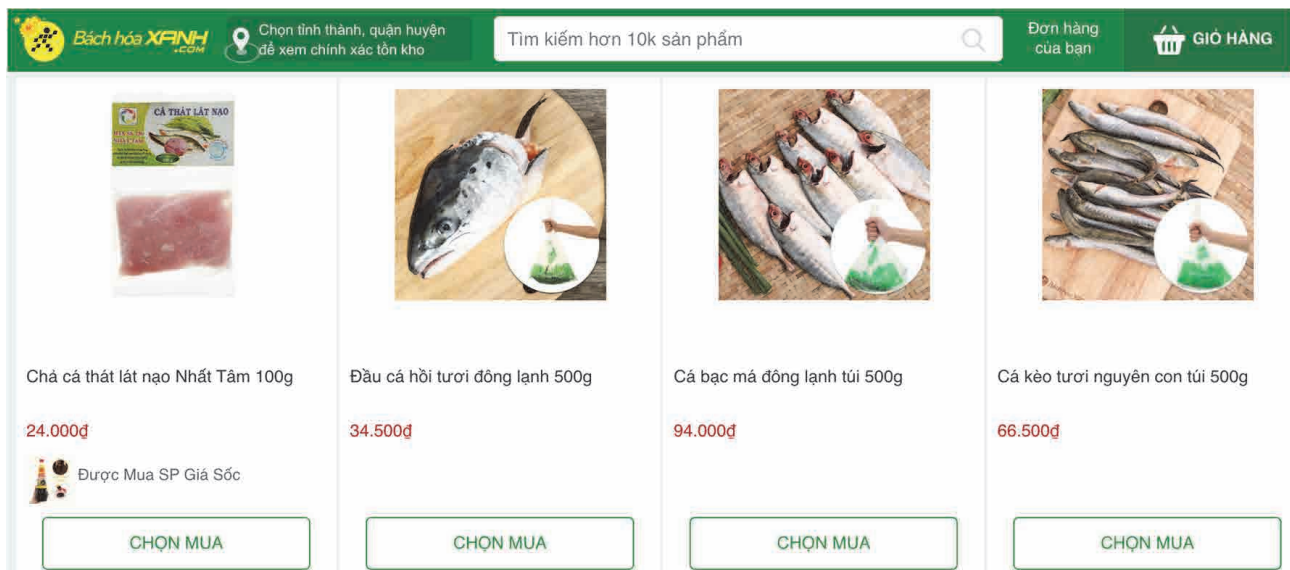 Bách hóa XANH
.COM
Chọn tỉnh thành, quận huyện
để xem chính xác tồn kho
Tìm kiếm hơn 10k sản phẩm
Đơn hàng
của bạn
GIỎ HÀNG
CÁ THÁT LÁT NẠO
Chả cá thát lát nạo Nhất Tâm 100g
Đầu cá hồi tươi đông lạnh 500g
Cá bạc má đông lạnh túi 500g
Cá kèo tươi nguyên con túi 500g
24.000₫
34.500₫
94.000₫
66.500₫
Được Mua SP Giá Sốc
CHỌN MUA
CHỌN MUA
CHỌN MUA
CHỌN MUA